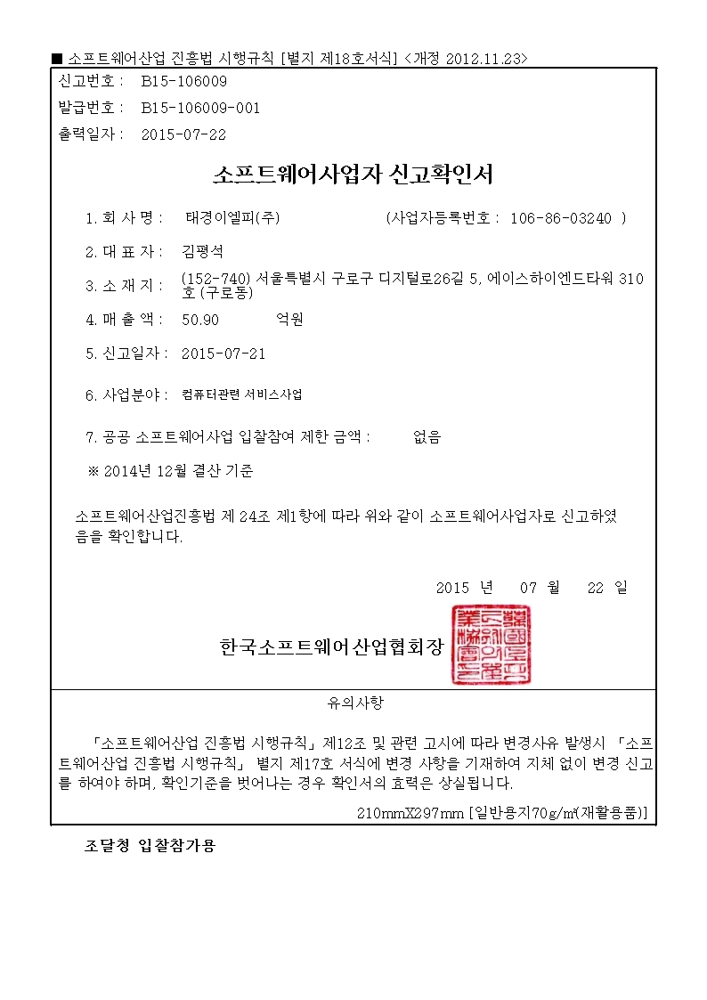 ■ 소프트웨어산업 진흥법 시행규칙 [별지 제18호서식] <개정 2012.11.23>
신고번호 : B15-106009
발급번호 : B15-106009-001
출력일자 : 2015-07-22
소프트웨어사업자 신고확인서
1. 회 사 명 : 태경이엘피(주) (사업자등록번호 : 106-86-03240 )
2. 대 표 자 : 김평석
3. 소 재 지 : (152-740) 서울특별시 구로구 디지털로26길 5, 에이스하이엔드타워 310
호 (구로동)
4. 매 출 액 : 50.90 억원
5. 신고일자 : 2015-07-21
6. 사업분야 : 컴퓨터관련 서비스사업
7. 공공 소프트웨어사업 입찰참여 제한 금액 : 없음
※ 2014년 12월 결산 기준
소프트웨어산업진흥법 제 24조 제1항에 따라 위와 같이 소프트웨어사업자로 신고하였
음을 확인합니다.
2015 년 07 월 22 일
한국소프트웨어산업협회장
유의사항
「소프트웨어산업 진흥법 시행규칙」제12조 및 관련 고시에 따라 변경사유 발생시 「소프
트웨어산업 진흥법 시행규칙」 별지 제17호 서식에 변경 사항을 기재하여 지체 없이 변경 신고
를 하여야 하며, 확인기준을 벗어나는 경우 확인서의 효력은 상실됩니다.
210mmX297mm [일반용지70g/㎡(재활용품)]
조달청 입찰참가용